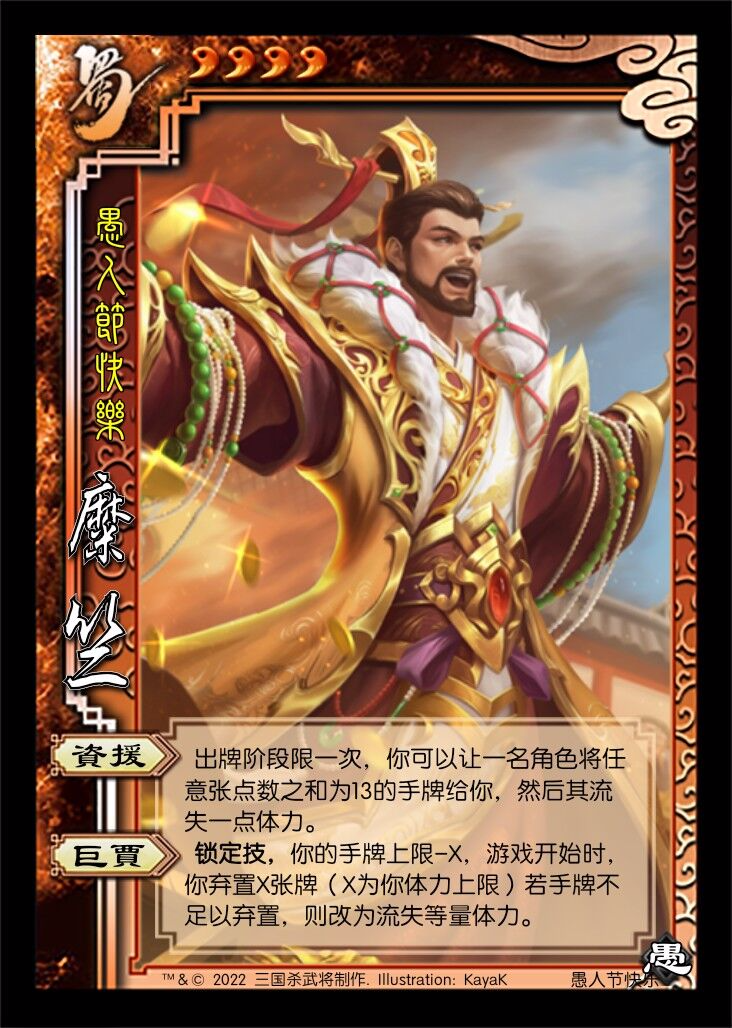 蜀
愚人節快樂
糜竺
資援
出牌阶段限一次，你可以让一名角色将任
意张点数之和为13的手牌给你，然后其流
失一点体力。
巨賈
锁定技，你的手牌上限-X，游戏开始时，
你弃置X张牌（X为你体力上限）若手牌不
足以弃置，则改为流失等量体力。
愚
™&© 2022 三国杀武将制作. Illustration: KayaK
愚人节快乐